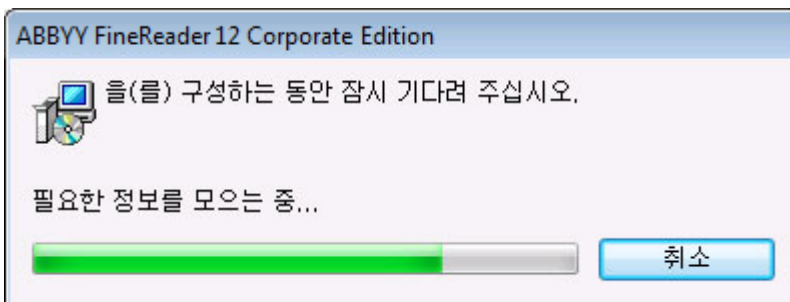 ABBYY FineReader 12 Corporate Edition
을(를) 구성하는 동안 잠시 기다려 주십시오.
필요한 정보를 모으는 중...
취소